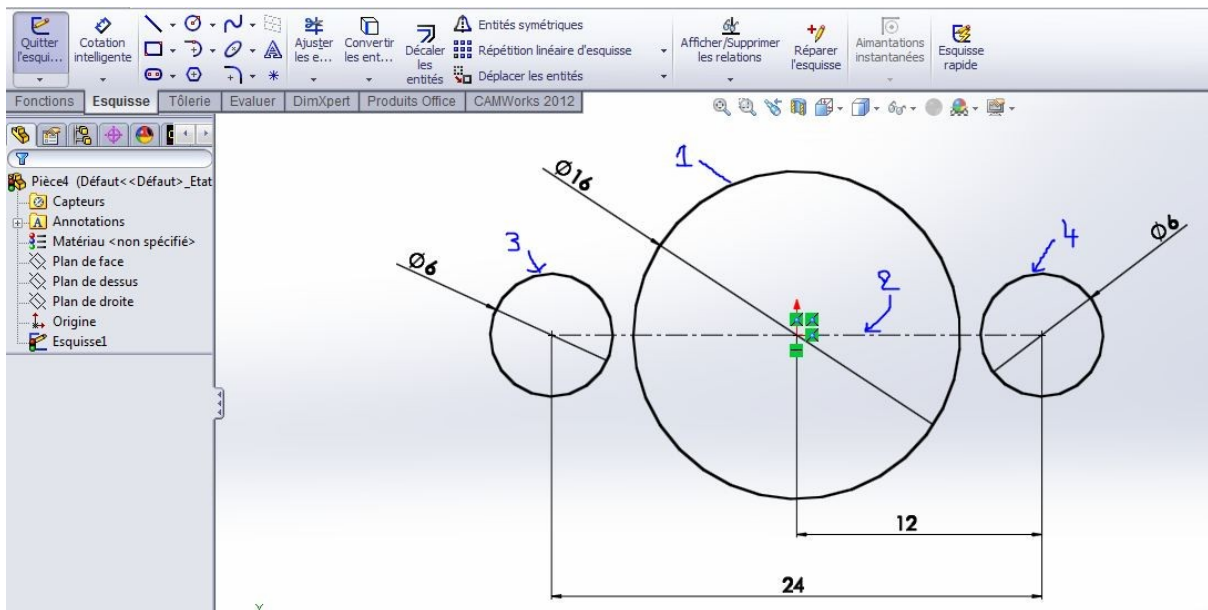 Quitter l'esqui...
Cotation intelligente
Ajuster les e...
Convertir les ent...
Décaler les entités
Entités symétriques
Répétition linéaire d'esquisse
Déplacer les entités
Afficher/Supprimer les relations
Réparer l'esquisse
Aimantations instantanées
Esquisse rapide
Fonctions Esquisse Tôlerie Evaluer DimXpert Produits Office CAMWorks 2012
Pièce4 (Défaut<<Défaut>_Etat
Capteurs
A Annotations
Matériau <non spécifié>
Plan de face
Plan de dessus
Plan de droite
Origine
Esquisse1
1
Ø16
3
Ø6
2
4
Ø6
12
24
Y